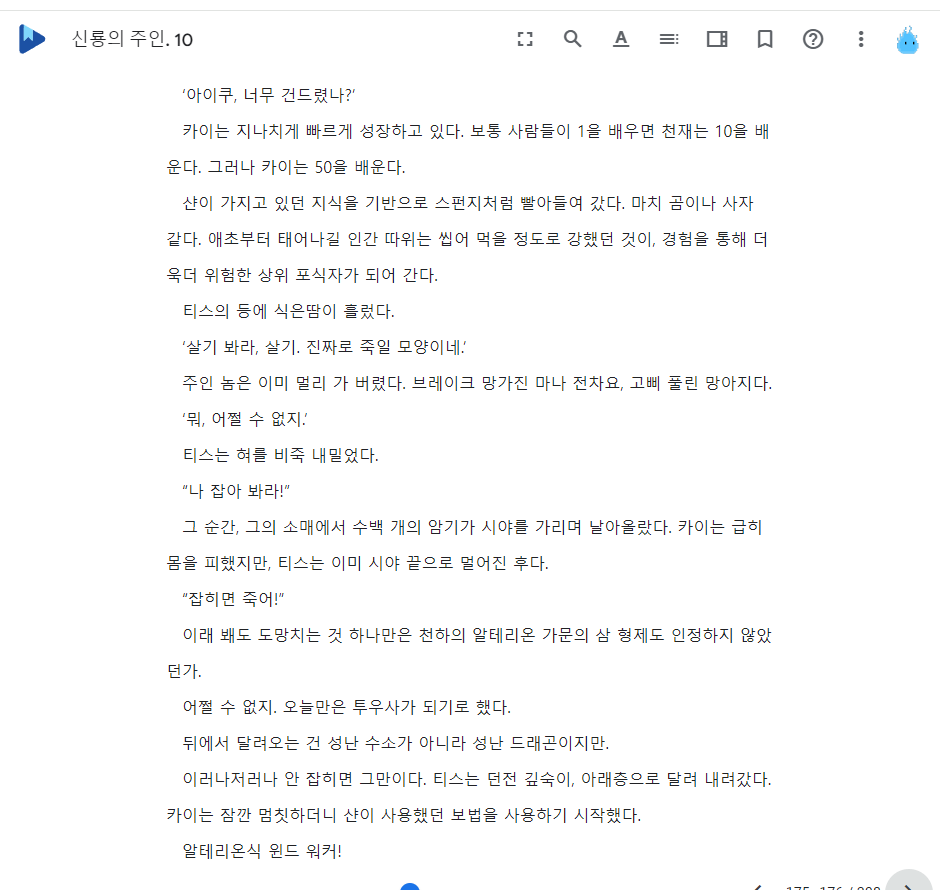 신룡의 주인. 10
‘아이쿠, 너무 건드렸나?’
카이는 지나치게 빠르게 성장하고 있다. 보통 사람들이 1을 배우면 천재는 10을 배
운다. 그러나 카이는 50을 배운다.
샨이 가지고 있던 지식을 기반으로 스펀지처럼 빨아들여 갔다. 마치 곰이나 사자
같다. 애초부터 태어나길 인간 따위는 씹어 먹을 정도로 강했던 것이, 경험을 통해 더
욱더 위험한 상위 포식자가 되어 간다.
티스의 등에 식은땀이 흘렀다.
‘살기 봐라, 살기. 진짜로 죽일 모양이네.’
주인 놈은 이미 멀리 가 버렸다. 브레이크 망가진 마나 전차요, 고삐 풀린 망아지다.
‘뭐, 어쩔 수 없지.’
티스는 혀를 비죽 내밀었다.
“나 잡아 봐라!”
그 순간, 그의 소매에서 수백 개의 암기가 시야를 가리며 날아올랐다. 카이는 급히
몸을 피했지만, 티스는 이미 시야 끝으로 멀어진 후다.
“잡히면 죽어!”
이래 봬도 도망치는 것 하나만은 천하의 알테리온 가문의 삼 형제도 인정하지 않았
던가.
어쩔 수 없지. 오늘만은 투우사가 되기로 했다.
뒤에서 달려오는 건 성난 수소가 아니라 성난 드래곤이지만.
이러나저러나 안 잡히면 그만이다. 티스는 던전 깊숙이, 아래층으로 달려 내려갔다.
카이는 잠깐 멈칫하더니 샨이 사용했던 보법을 사용하기 시작했다.
알테리온식 윈드 워커!